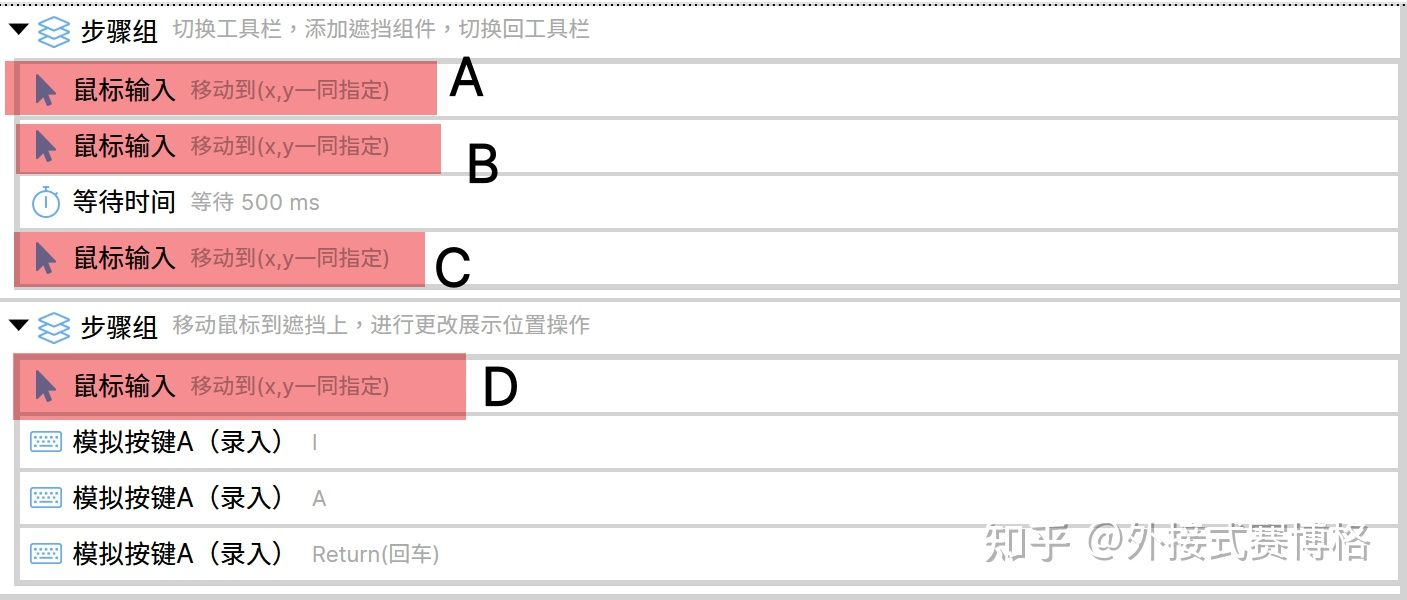 步骤组 切换工具栏，添加遮挡组件，切换回工具栏
鼠标输入 移动到(x,y一同指定) A
鼠标输入 移动到(x,y一同指定) B
等待时间 等待 500 ms
鼠标输入 移动到(x,y一同指定) C
步骤组 移动鼠标到遮挡上，进行更改展示位置操作
鼠标输入 移动到(x,y一同指定) D
模拟按键A（录入） I
模拟按键A（录入） A
模拟按键A（录入） Return(回车)
知乎 @外接式赛博格